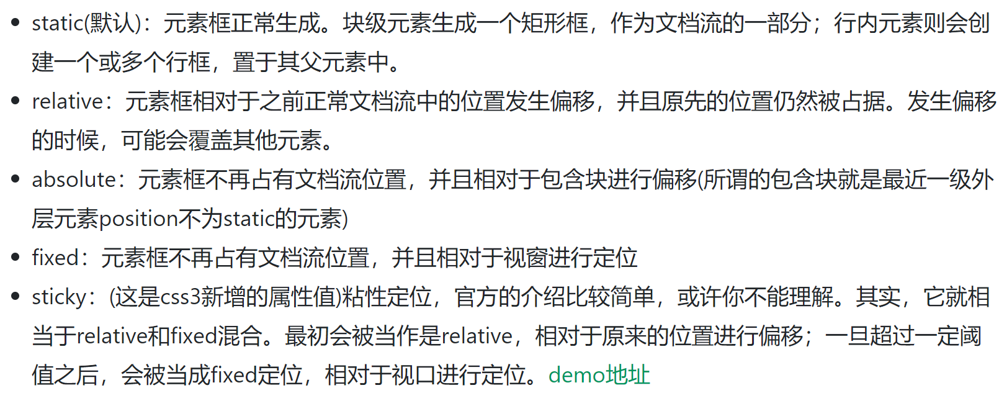 static(默认)：元素框正常生成。块级元素生成一个矩形框，作为文档流的一部分；行内元素则会创
建一个或多个行框，置于其父元素中。
relative：元素框相对于之前正常文档流中的位置发生偏移，并且原先的位置仍然被占据。发生偏移
的时候，可能会覆盖其他元素。
absolute：元素框不再占有文档流位置，并且相对于包含块进行偏移(所谓的包含块就是最近一级外
层元素position不为static的元素)
fixed：元素框不再占有文档流位置，并且相对于视窗进行定位
sticky：(这是css3新增的属性值)粘性定位，官方的介绍比较简单，或许你不能理解。其实，它就相
当于relative和fixed混合。最初会被当作是relative，相对于原来的位置进行偏移；一旦超过一定阈
值之后，会被当成fixed定位，相对于视口进行定位。demo地址